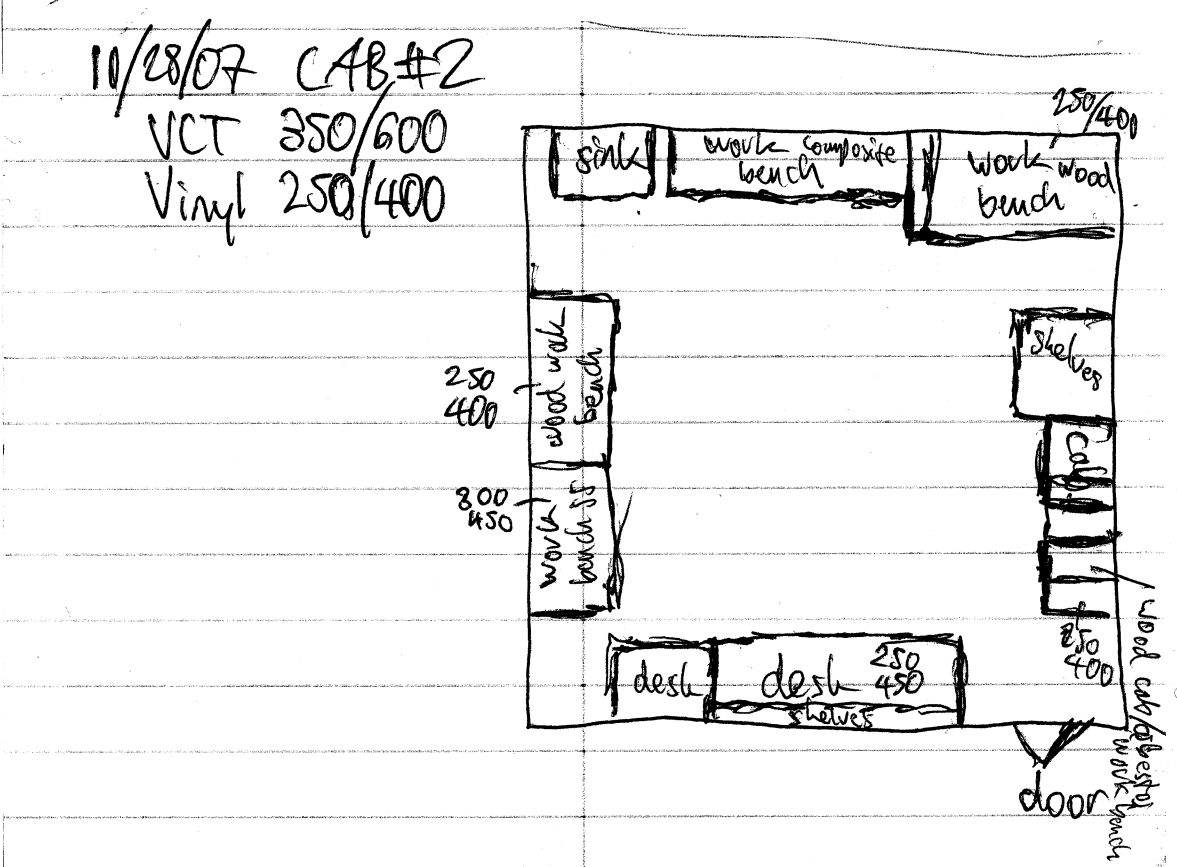 10/28/07 CAB#2
VCT 350/600
Vinyl 250/400
250/400
sink
work composite
bench
work wood
bench
shelves
wood work
bench
250
400
Cab
work
bench SS
800
450
250
400
wood cab/asbestos
work bench
desk
desk
250
450
shelves
door